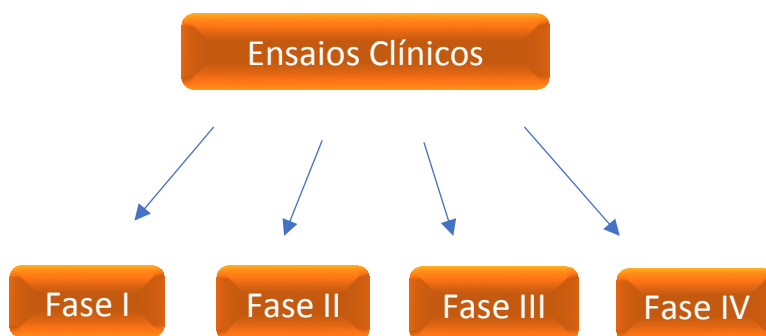 Ensaios Clínicos
Fase I
Fase II
Fase III
Fase IV